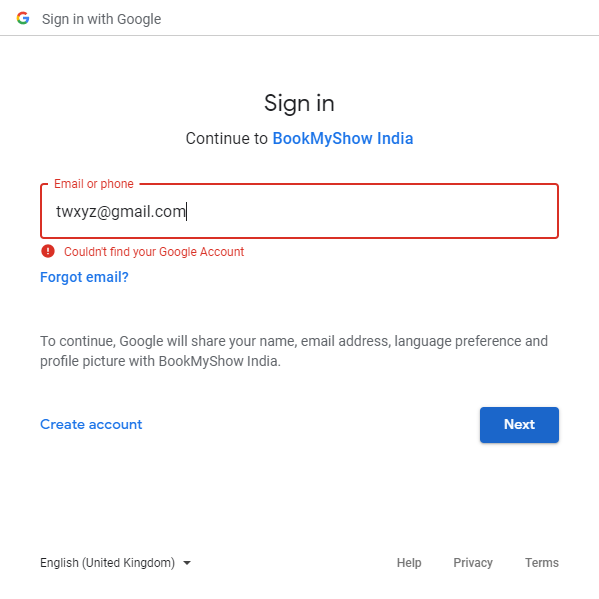 Sign in with Google
Sign in
Continue to BookMyShow India
Email or phone
twxyz@gmail.com
Couldn't find your Google Account
Forgot email?
To continue, Google will share your name, email address, language preference and
profile picture with BookMyShow India.
Create account
Next
English (United Kingdom)
Help Privacy Terms